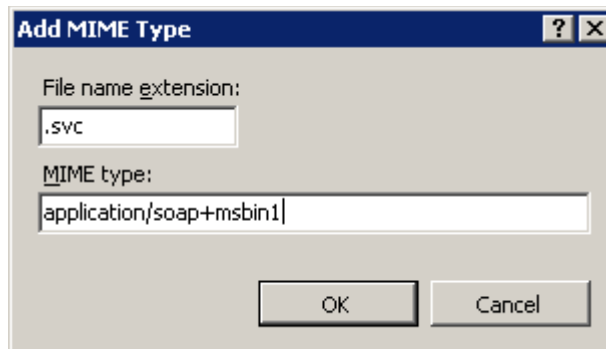 Add MIME Type
File name extension:
.svc
MIME type:
application/soap+msbin1
OK Cancel